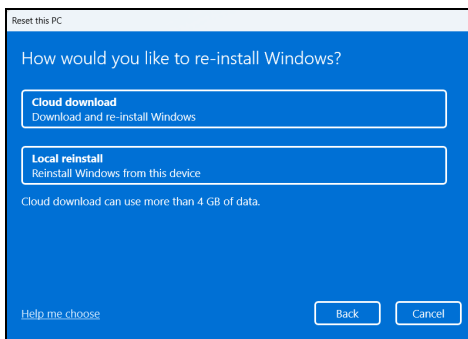 Reset this PC
How would you like to re-install Windows?
Cloud download
Download and re-install Windows
Local reinstall
Reinstall Windows from this device
Cloud download can use more than 4 GB of data.
Help me choose
Back
Cancel